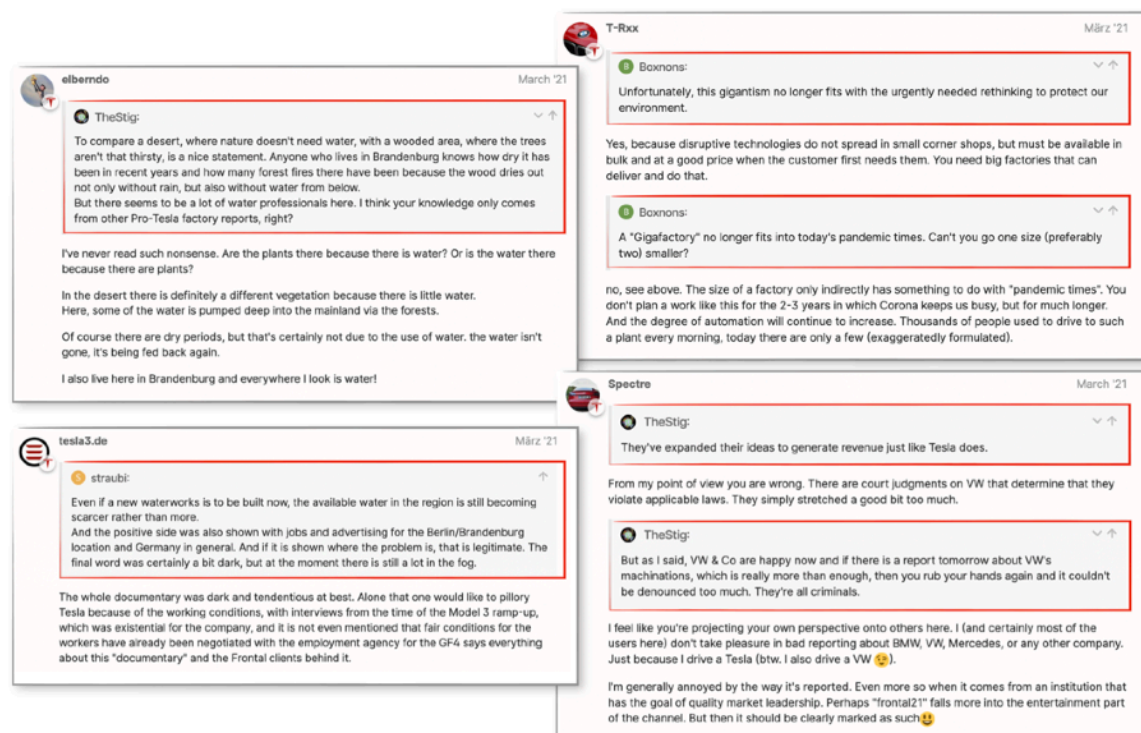 elberndo
March '21
TheStig:
To compare a desert, where nature doesn't need water, with a wooded area, where the trees
aren't that thirsty, is a nice statement. Anyone who lives in Brandenburg knows how dry it has
been in recent years and how many forest fires there have been because the wood dries out
not only without rain, but also without water from below.
But there seems to be a lot of water professionals here. I think your knowledge only comes
from other Pro-Tesla factory reports, right?
I've never read such nonsense. Are the plants there because there is water? Or is the water there
because there are plants?
In the desert there is definitely a different vegetation because there is little water.
Here, some of the water is pumped deep into the mainland via the forests.
Of course there are dry periods, but that's certainly not due to the use of water. the water isn't
gone, it's being fed back again.
I also live here in Brandenburg and everywhere I look is water!
tesla3.de
März '21
S straubi:
Even if a new waterworks is to be built now, the available water in the region is still becoming
scarcer rather than more.
And the positive side was also shown with jobs and advertising for the Berlin/Brandenburg
location and Germany in general. And if it is shown where the problem is, that is legitimate. The
final word was certainly a bit dark, but at the moment there is still a lot in the fog.
The whole documentary was dark and tendentious at best. Alone that one would like to pillory
Tesla because of the working conditions, with interviews from the time of the Model 3 ramp-up,
which was existential for the company, and it is not even mentioned that fair conditions for the
workers have already been negotiated with the employment agency for the GF4 says everything
about this "documentary" and the Frontal clients behind it.
T-Rxx
März '21
B Boxnons:
Unfortunately, this gigantism no longer fits with the urgently needed rethinking to protect our
environment.
Yes, because disruptive technologies do not spread in small corner shops, but must be available in
bulk and at a good price when the customer first needs them. You need big factories that can
deliver and do that.
B Boxnons:
A "Gigafactory" no longer fits into today's pandemic times. Can't you go one size (preferably
two) smaller?
no, see above. The size of a factory only indirectly has something to do with "pandemic times". You
don't plan a work like this for the 2-3 years in which Corona keeps us busy, but for much longer.
And the degree of automation will continue to increase. Thousands of people used to drive to such
a plant every morning, today there are only a few (exaggeratedly formulated).
Spectre
March '21
TheStig:
They've expanded their ideas to generate revenue just like Tesla does.
From my point of view you are wrong. There are court judgments on VW that determine that they
violate applicable laws. They simply stretched a good bit too much.
TheStig:
But as I said, VW & Co are happy now and if there is a report tomorrow about VW's
machinations, which is really more than enough, then you rub your hands again and it couldn't
be denounced too much. They're all criminals.
I feel like you're projecting your own perspective onto others here. I (and certainly most of the
users here) don't take pleasure in bad reporting about BMW, VW, Mercedes, or any other company.
Just because I drive a Tesla (btw. I also drive a VW 😉).
I'm generally annoyed by the way it's reported. Even more so when it comes from an institution that
has the goal of quality market leadership. Perhaps "frontal21" falls more into the entertainment part
of the channel. But then it should be clearly marked as such😃